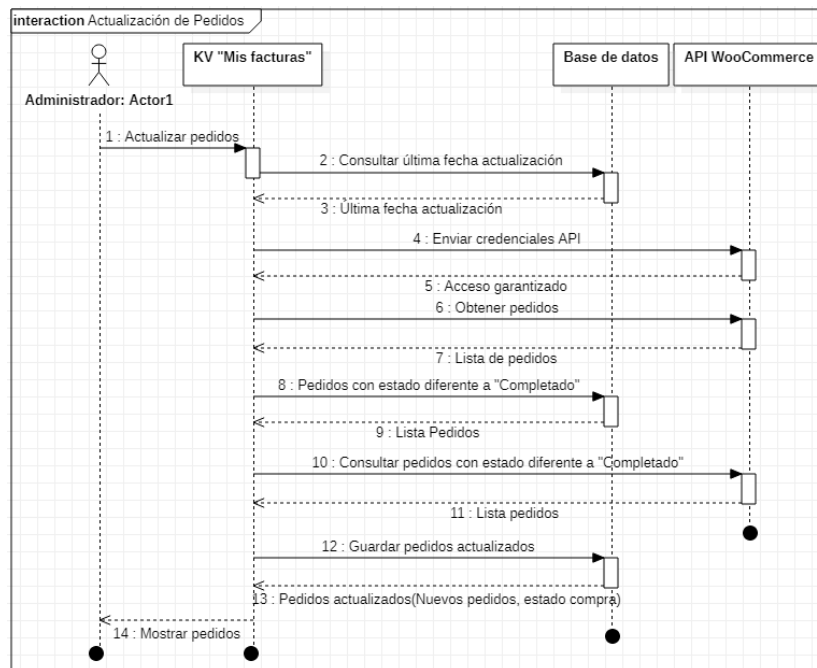 interaction Actualización de Pedidos
KV "Mis facturas"
Base de datos
API WooCommerce
Administrador: Actor1
1 : Actualizar pedidos
2 : Consultar última fecha actualización
3 : Última fecha actualización
4 : Enviar credenciales API
5 : Acceso garantizado
6 : Obtener pedidos
7 : Lista de pedidos
8 : Pedidos con estado diferente a "Completado"
9 : Lista Pedidos
10 : Consultar pedidos con estado diferente a "Completado"
11 : Lista pedidos
12 : Guardar pedidos actualizados
13 : Pedidos actualizados(Nuevos pedidos, estado compra)
14 : Mostrar pedidos